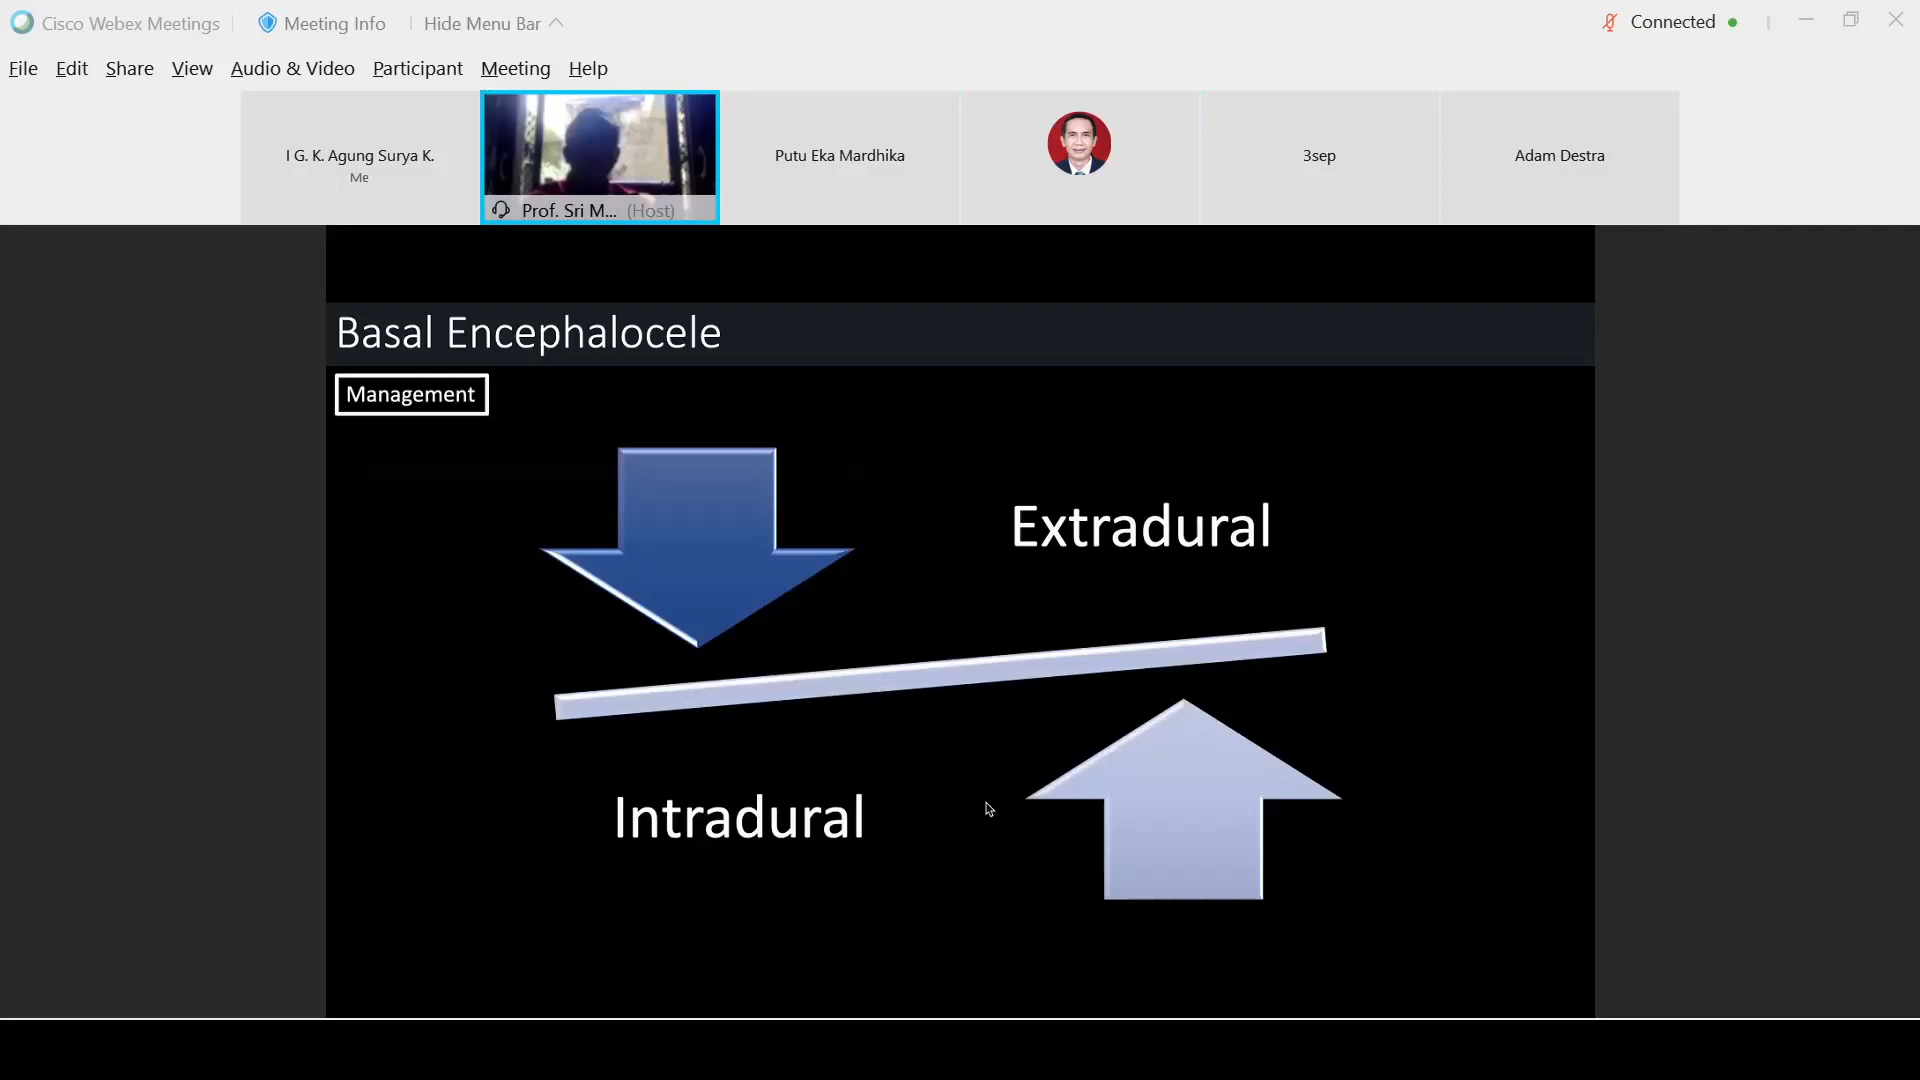 Cisco Webex Meetings
Meeting Info
Hide Menu Bar
Connected
File Edit Share View Audio & Video Participant Meeting Help
I G. K. Agung Surya K.
Me
Prof. Sri M... (Host)
Putu Eka Mardhika
3sep
Adam Destra
Basal Encephalocele
Management
Extradural
Intradural